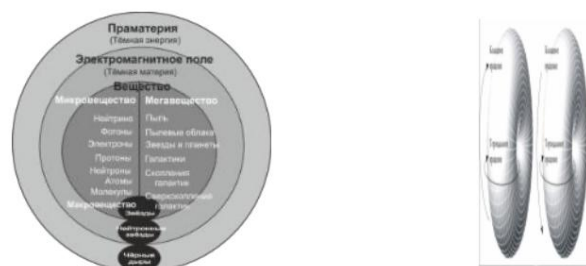 Праматерия
(Тёмная энергия)
Электромагнитное поле
(Тёмная материя)
Вещество
Микровещество Мегавещество
Нейтрино Пыль
Фотоны Пылевые облака
Электроны Звезды и планеты
Протоны Галактики
Нейтроны Скопления
Атомы галактик
Молекулы Сверхскопления
Макровещество галактик
Звёзды
Нейтронные
звёзды
Чёрные
дыры